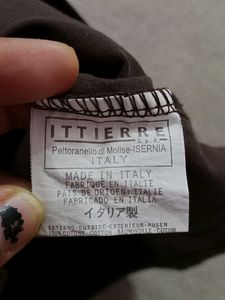 ITTIERRE
S.p.A.
Pettoranello di Molise-ISERNIA
ITALY
MADE IN ITALY
FABRIQUE EN ITALIE
PAIS DE ORIGEN: ITALIA
FABRICADO EN ITALIA
イタリア製
ESTERNO-OUTSIDE-EXTERIEUR-AUSEN
100% COTONE-COTTON-BAUMWOLLE-COTON